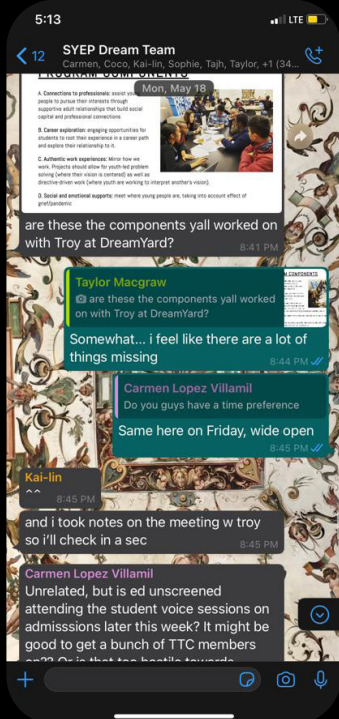 5:13
LTE
12
SYEP Dream Team
Carmen, Coco, Kai-lin, Sophie, Tajh, Taylor, +1 (34...
PROGRAM COMPONENTS
Mon, May 18
A. Connections to professionals: assist you
people to pursue their interests through
supportive adult relationships that build social
capital and professional connections.
B. Career exploration: engaging opportunities for
students to root their experience in a career path
and explore their relationship to it.
C. Authentic work experiences: Mirror how we
work. Projects should allow for youth-led problem
solving (where their vision is centered) as well as
directive-driven work (where youth are working to interpret another's vision).
D. Social and emotional supports: meet where young people are, taking into account effect of
grief/pandemic
are these the components yall worked on
with Troy at DreamYard?
8:41 PM
Taylor Macgraw
are these the components yall worked
on with Troy at DreamYard?
Somewhat... i feel like there are a lot of
things missing
8:44 PM
Carmen Lopez Villamil
Do you guys have a time preference
Same here on Friday, wide open
8:45 PM
Kai-lin
^^
8:45 PM
and i took notes on the meeting w troy
so i'll check in a sec
8:45 PM
Carmen Lopez Villamil
Unrelated, but is ed unscreened
attending the student voice sessions on
admisssions later this week? It might be
good to get a bunch of TTC members
on?? Or is that too hostile towards